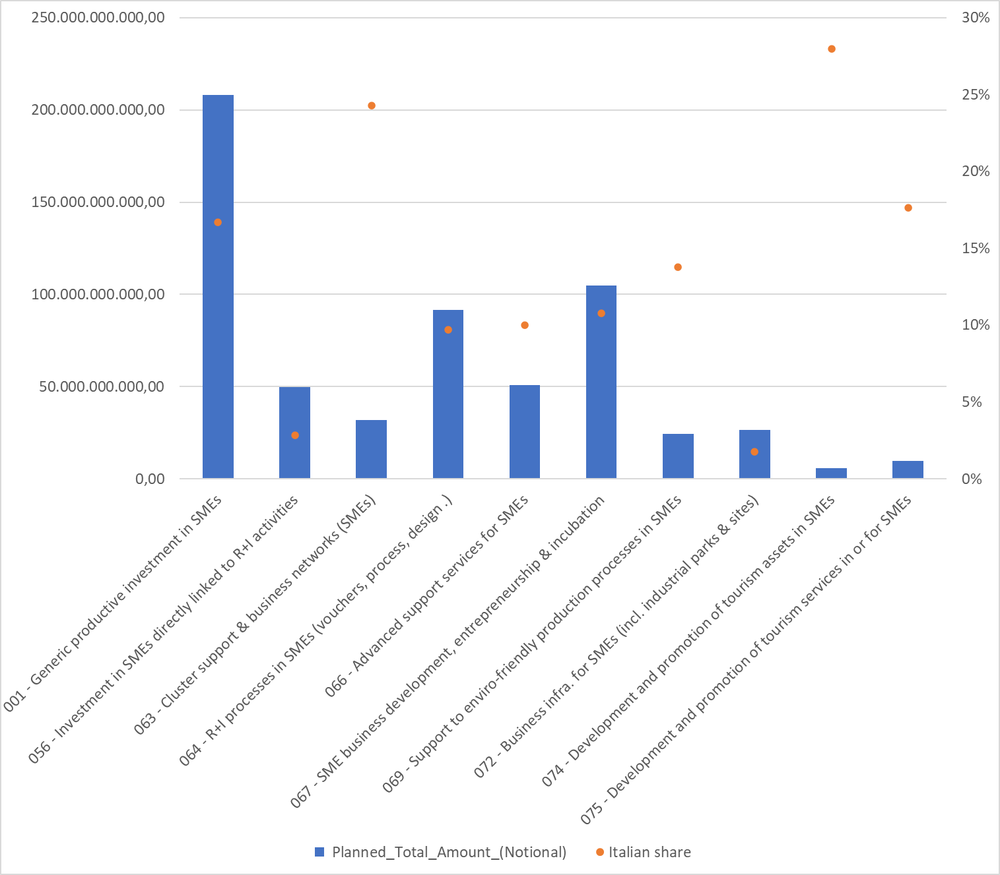 250.000.000.000,00
200.000.000.000,00
150.000.000.000,00
100.000.000.000,00
50.000.000.000,00
0,00
30%
25%
20%
15%
10%
5%
0%
001 - Generic productive investment in SMEs
056 - Investment in SMEs directly linked to R+I activities
063 - Cluster support & business networks (SMEs)
064 - R+I processes in SMEs (vouchers, process, design .)
066 - Advanced support services for SMEs
067 - SME business development, entrepreneurship & incubation
069 - Support to enviro-friendly production processes in SMEs
072 - Business infra. for SMEs (incl. industrial parks & sites)
074 - Development and promotion of tourism assets in SMEs
075 - Development and promotion of tourism services in or for SMEs
Planned_Total_Amount_(Notional)
Italian share